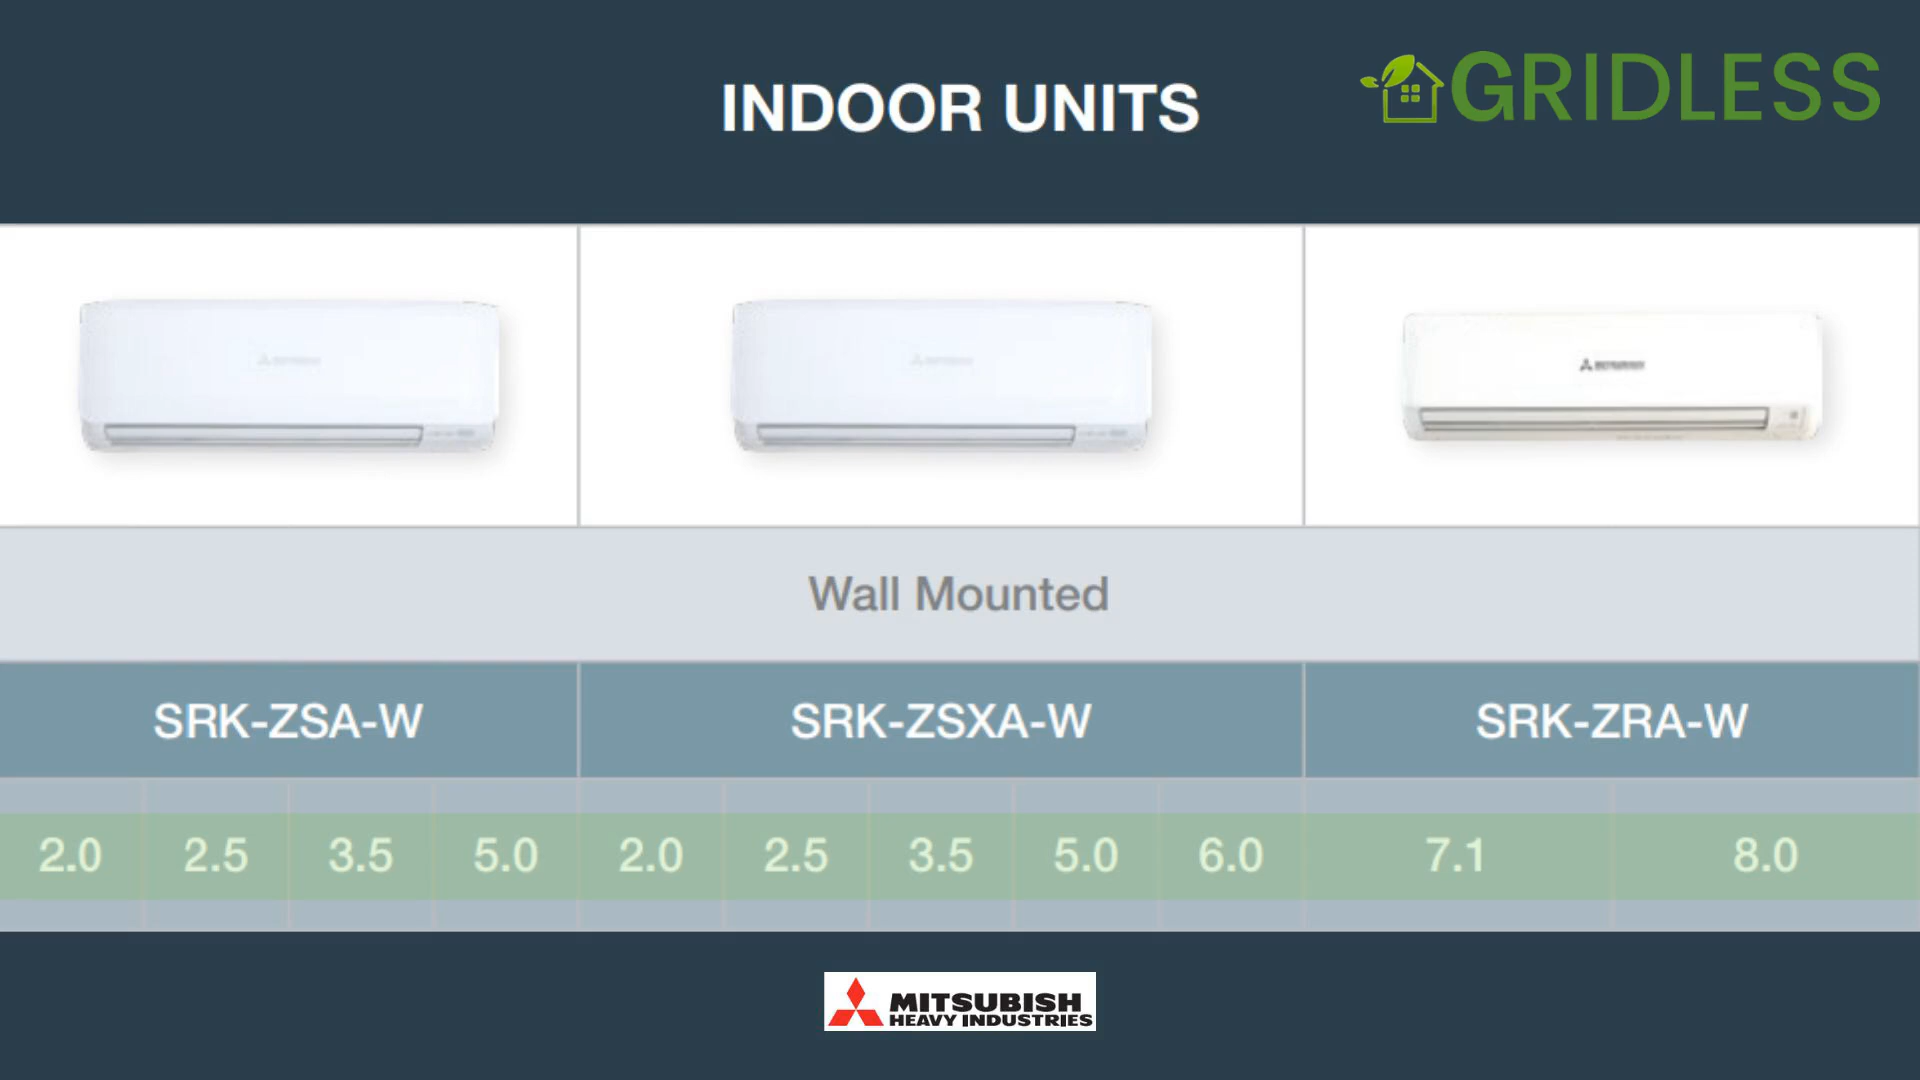 INDOOR UNITS
GRIDLESS
Wall Mounted
SRK-ZSA-W
SRK-ZSXA-W
SRK-ZRA-W
2.0 2.5 3.5 5.0 2.0 2.5 3.5 5.0 6.0 7.1 8.0
MITSUBISH
HEAVY INDUSTRIES